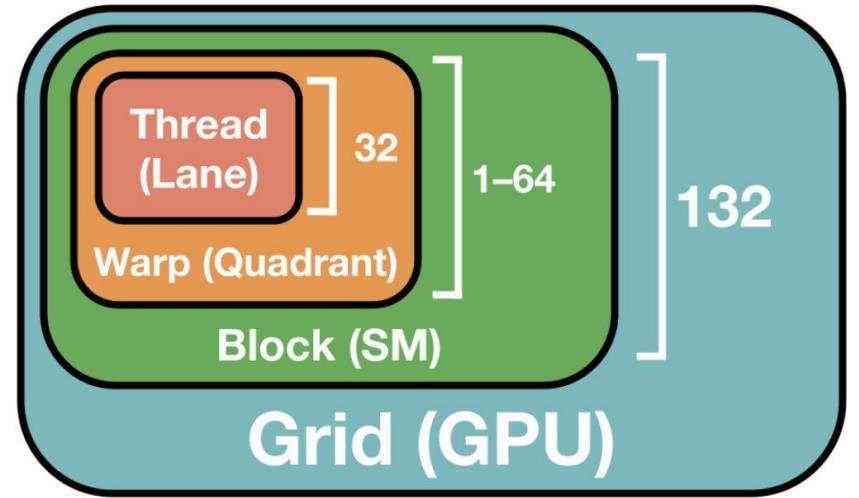 Thread
(Lane)
32
Warp (Quadrant)
1–64
Block (SM)
132
Grid (GPU)